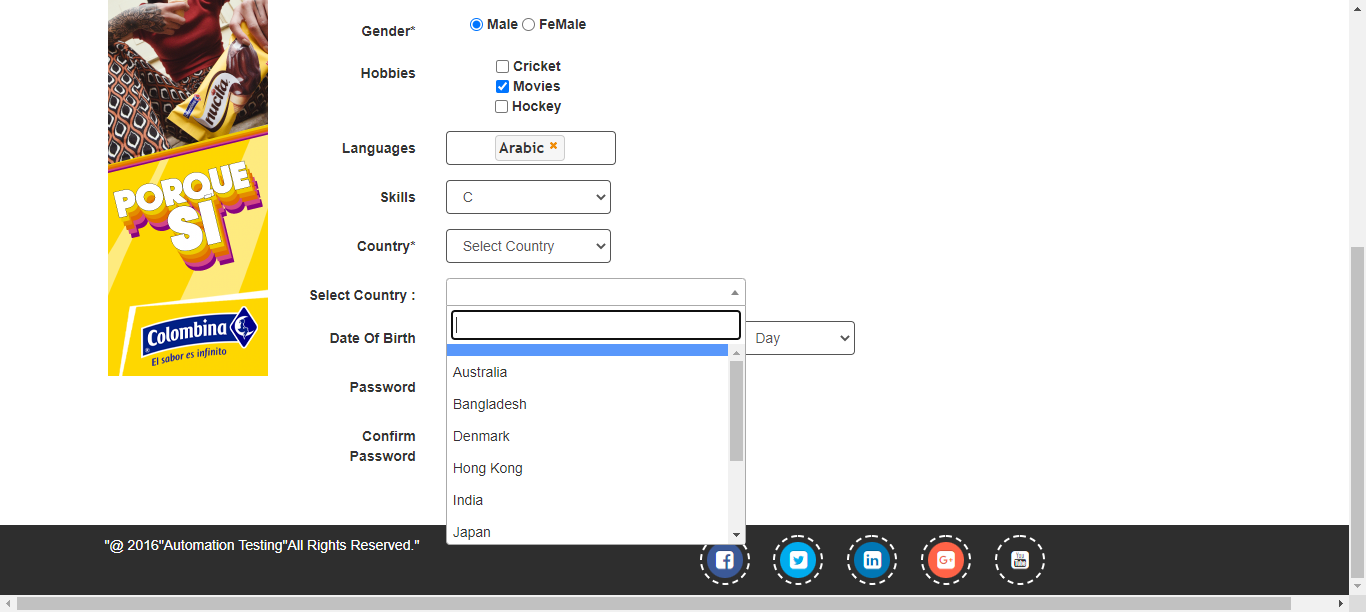 nucita
PORQUE
SÍ
Colombina
El sabor es infinito
Gender*
Male FeMale
Hobbies
Cricket
Movies
Hockey
Languages
Arabic
Skills
C
Country*
Select Country
Select Country :
Date Of Birth
Day
Australia
Bangladesh
Denmark
Hong Kong
India
Japan
Password
Confirm
Password
"@ 2016"Automation Testing"All Rights Reserved."
f
in
G+
You
Tube